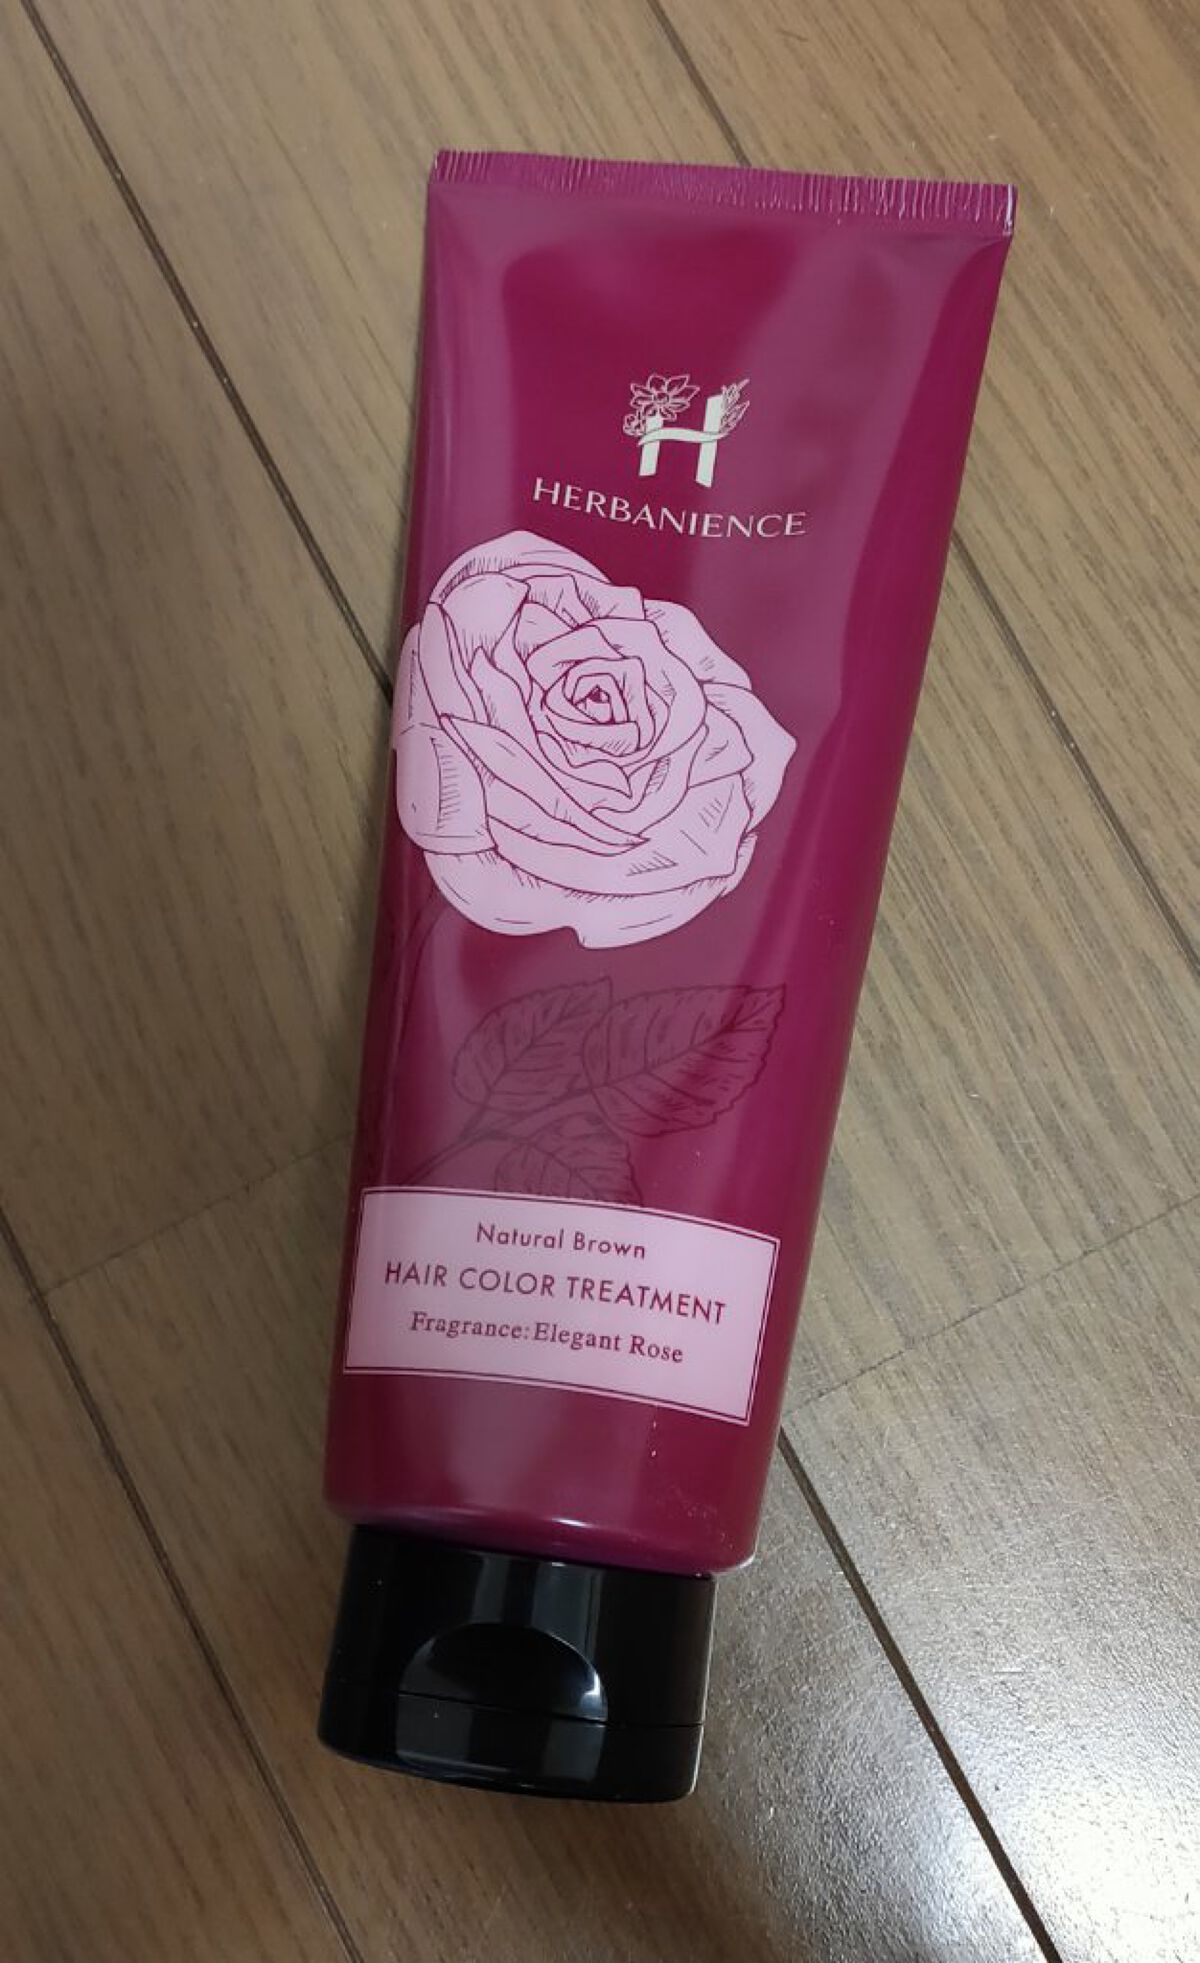 HERBANIENCE
Natural Brown
HAIR COLOR TREATMENT
Fragrance: Elegant Rose